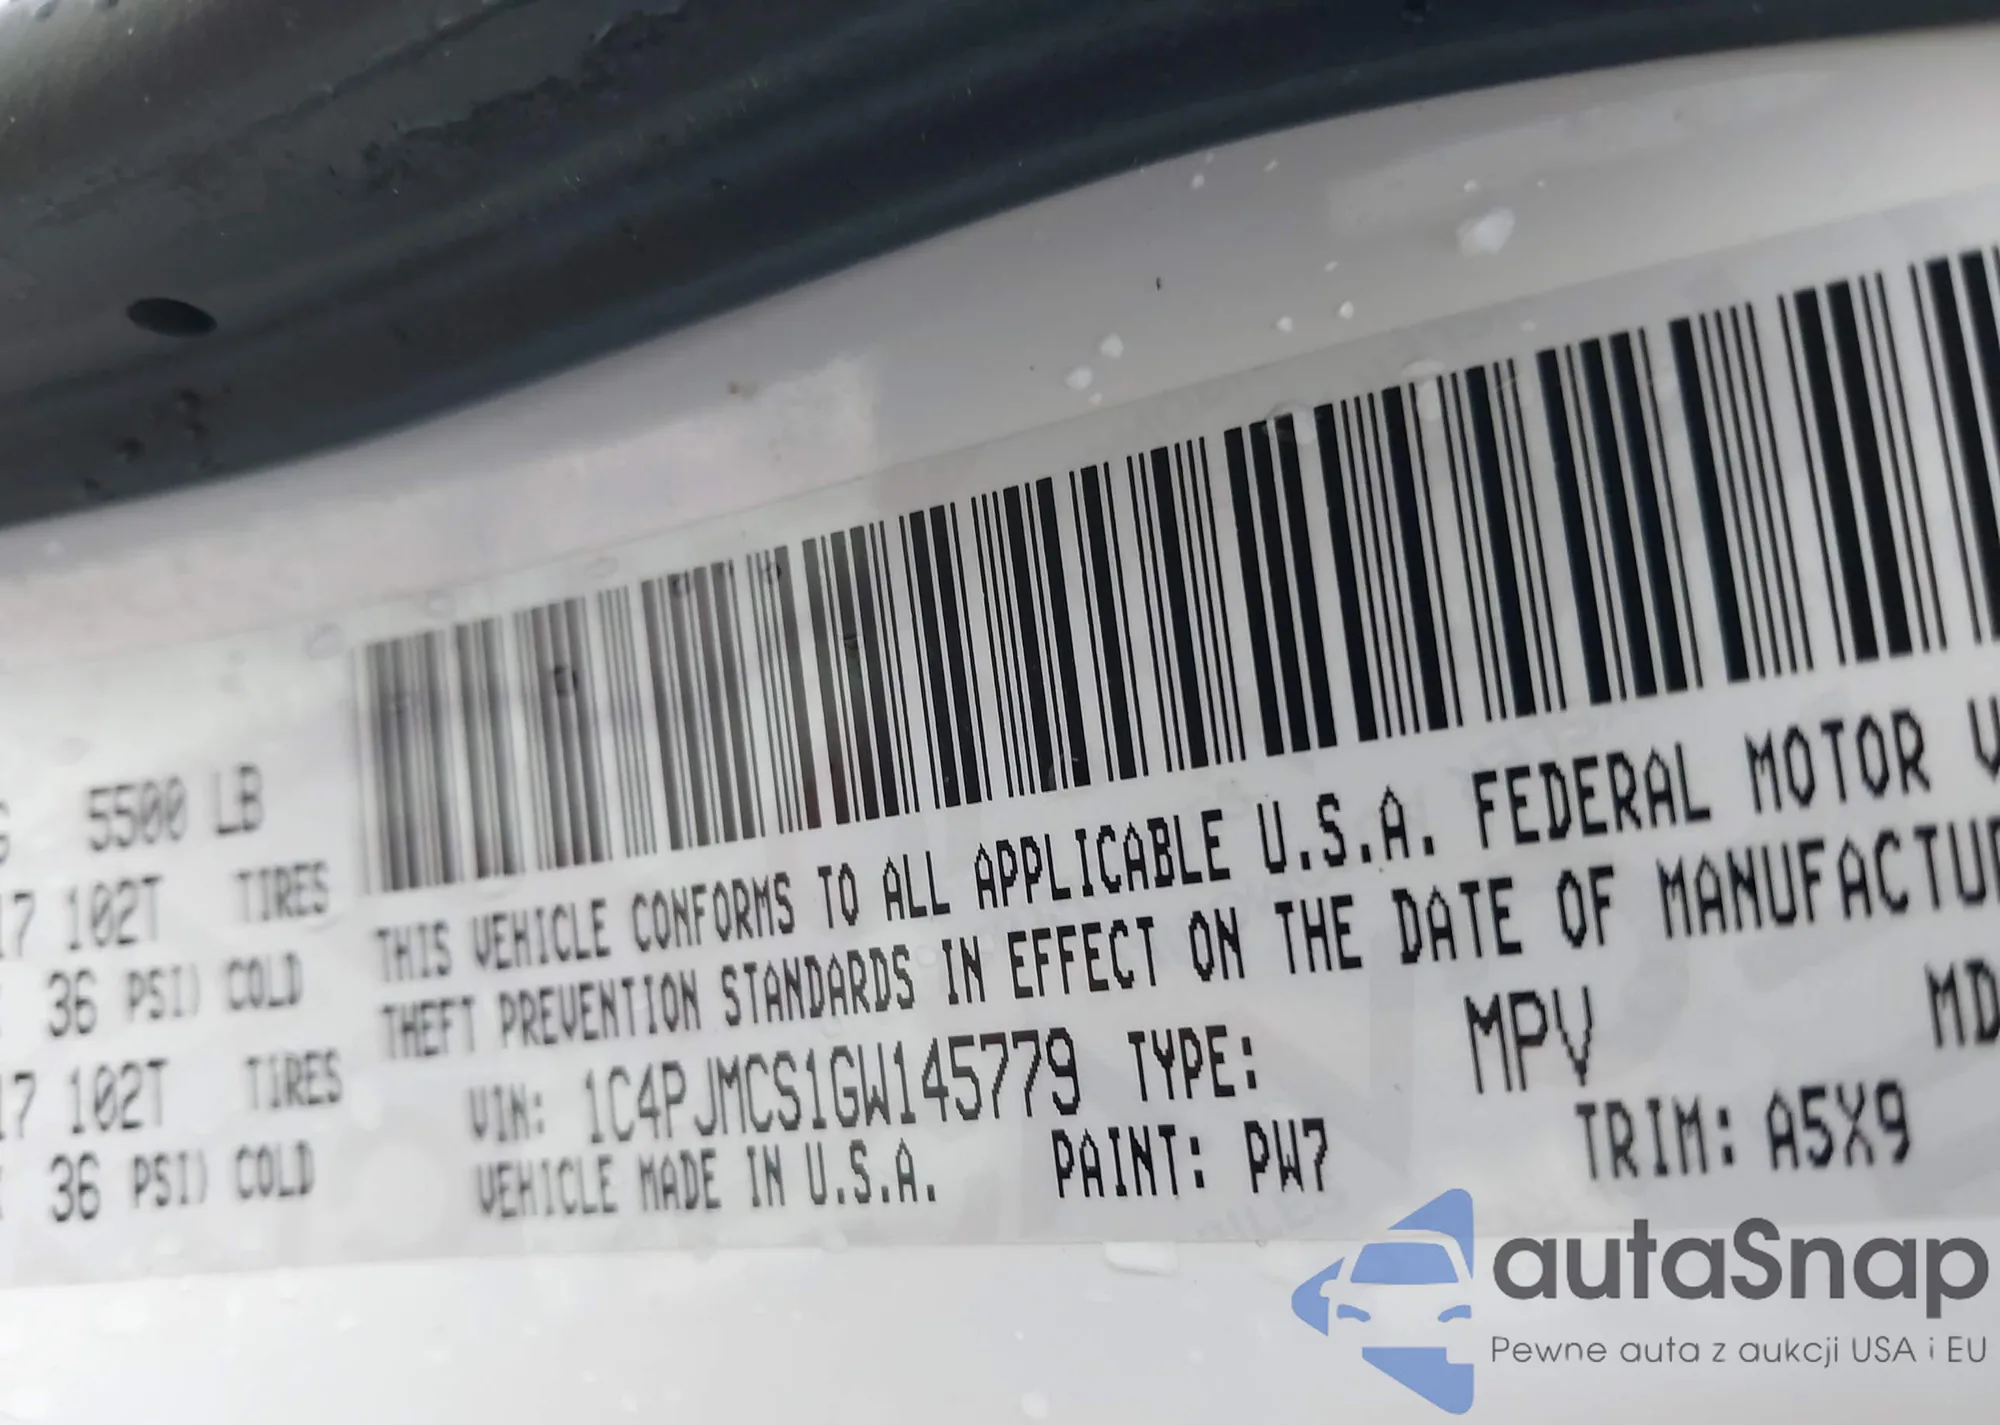 5500 LB
17 102T TIRES
36 PSI) COLD
17 102T TIRES
36 PSI) COLD
THIS VEHICLE CONFORMS TO ALL APPLICABLE U.S.A. FEDERAL MOTOR V
THEFT PREVENTION STANDARDS IN EFFECT ON THE DATE OF MANUFACTU
VIN: 1C4PJMCS1GW145779 TYPE: MPV MD
VEHICLE MADE IN U.S.A. PAINT: PW7 TRIM: A5X9
autaSnap
Pewne auta z aukcji USA i EU